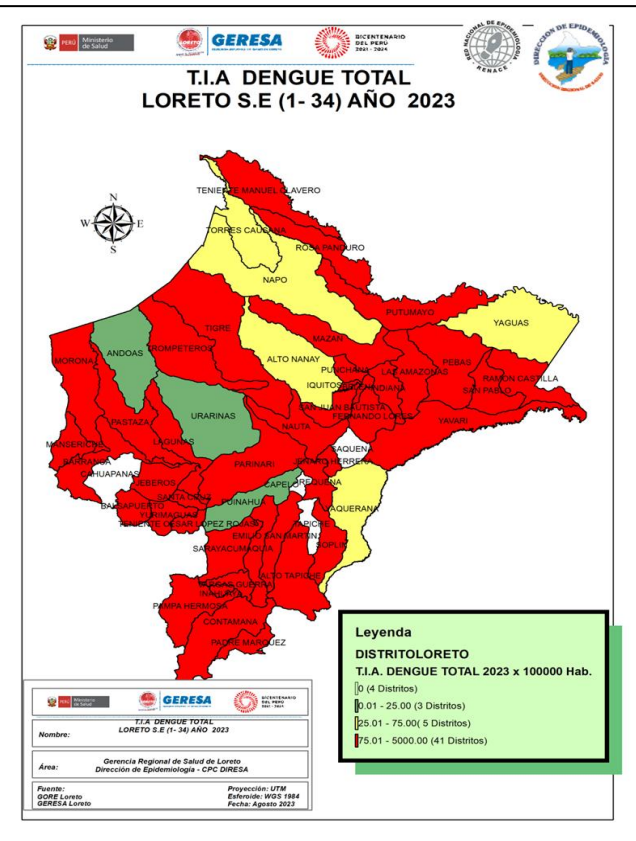 PERÚ Ministerio de Salud
GERESA
BICENTENARIO DEL PERÚ 2021 - 2024
RED NACIONAL DE EPIDEMIOLOGÍA RENACE
DIRECCION DE EPIDEMIOLOGÍA
T.I.A DENGUE TOTAL
LORETO S.E (1- 34) AÑO 2023
N
W E
S
TENIENTE MANUEL CLAVERO
TORRES CAUSANA
ROSA PANDURO
NAPO
PUTUMAYO
YAGUAS
TIGRE
MAZAN
ANDOAS
TROMPETEROS
MORONA
ALTO NANAY
PEBAS
PUNCHANA
LAS AMAZONAS
RAMON CASTILLA
IQUITOS
INDIANA
SAN PABLO
SAN JUAN BAUTISTA
FERNANDO LORES
URARINAS
YAVARI
PASTAZA
NAUTA
LAGUNAS
MANSERICHE
SAQUENA
BARRANCA
PARINARI
JENARO HERRERA
CAHUAPANAS
JEBEROS
CAPELO
REQUENA
SANTA CRUZ
PUINAHUA
YAQUERANA
BALSAPUERTO
YURIMAGUAS
TENIENTE CESAR LOPEZ ROJAS
TAPICHE
EMILIO SAN MARTIN
SOPLIN
SARAYACU
MAQUIA
ALTO TAPICHE
VARGAS GUERRA
INAHUAYA
PAMPA HERMOSA
CONTAMANA
PADRE MARQUEZ
Leyenda
DISTRITOLORETO
T.I.A. DENGUE TOTAL 2023 x 100000 Hab.
0 (4 Distritos)
0.01 - 25.00 (3 Distritos)
25.01 - 75.00( 5 Distritos)
75.01 - 5000.00 (41 Distritos)
PERÚ Ministerio de Salud
GERESA
BICENTENARIO DEL PERÚ 2021 - 2024
Nombre:
T.I.A DENGUE TOTAL
LORETO S.E (1- 34) AÑO 2023
Área:
Gerencia Regional de Salud de Loreto
Dirección de Epidemiologia - CPC DIRESA
Fuente:
GORE Loreto
GERESA Loreto
Proyección: UTM
Esferoide: WGS 1984
Fecha: Agosto 2023